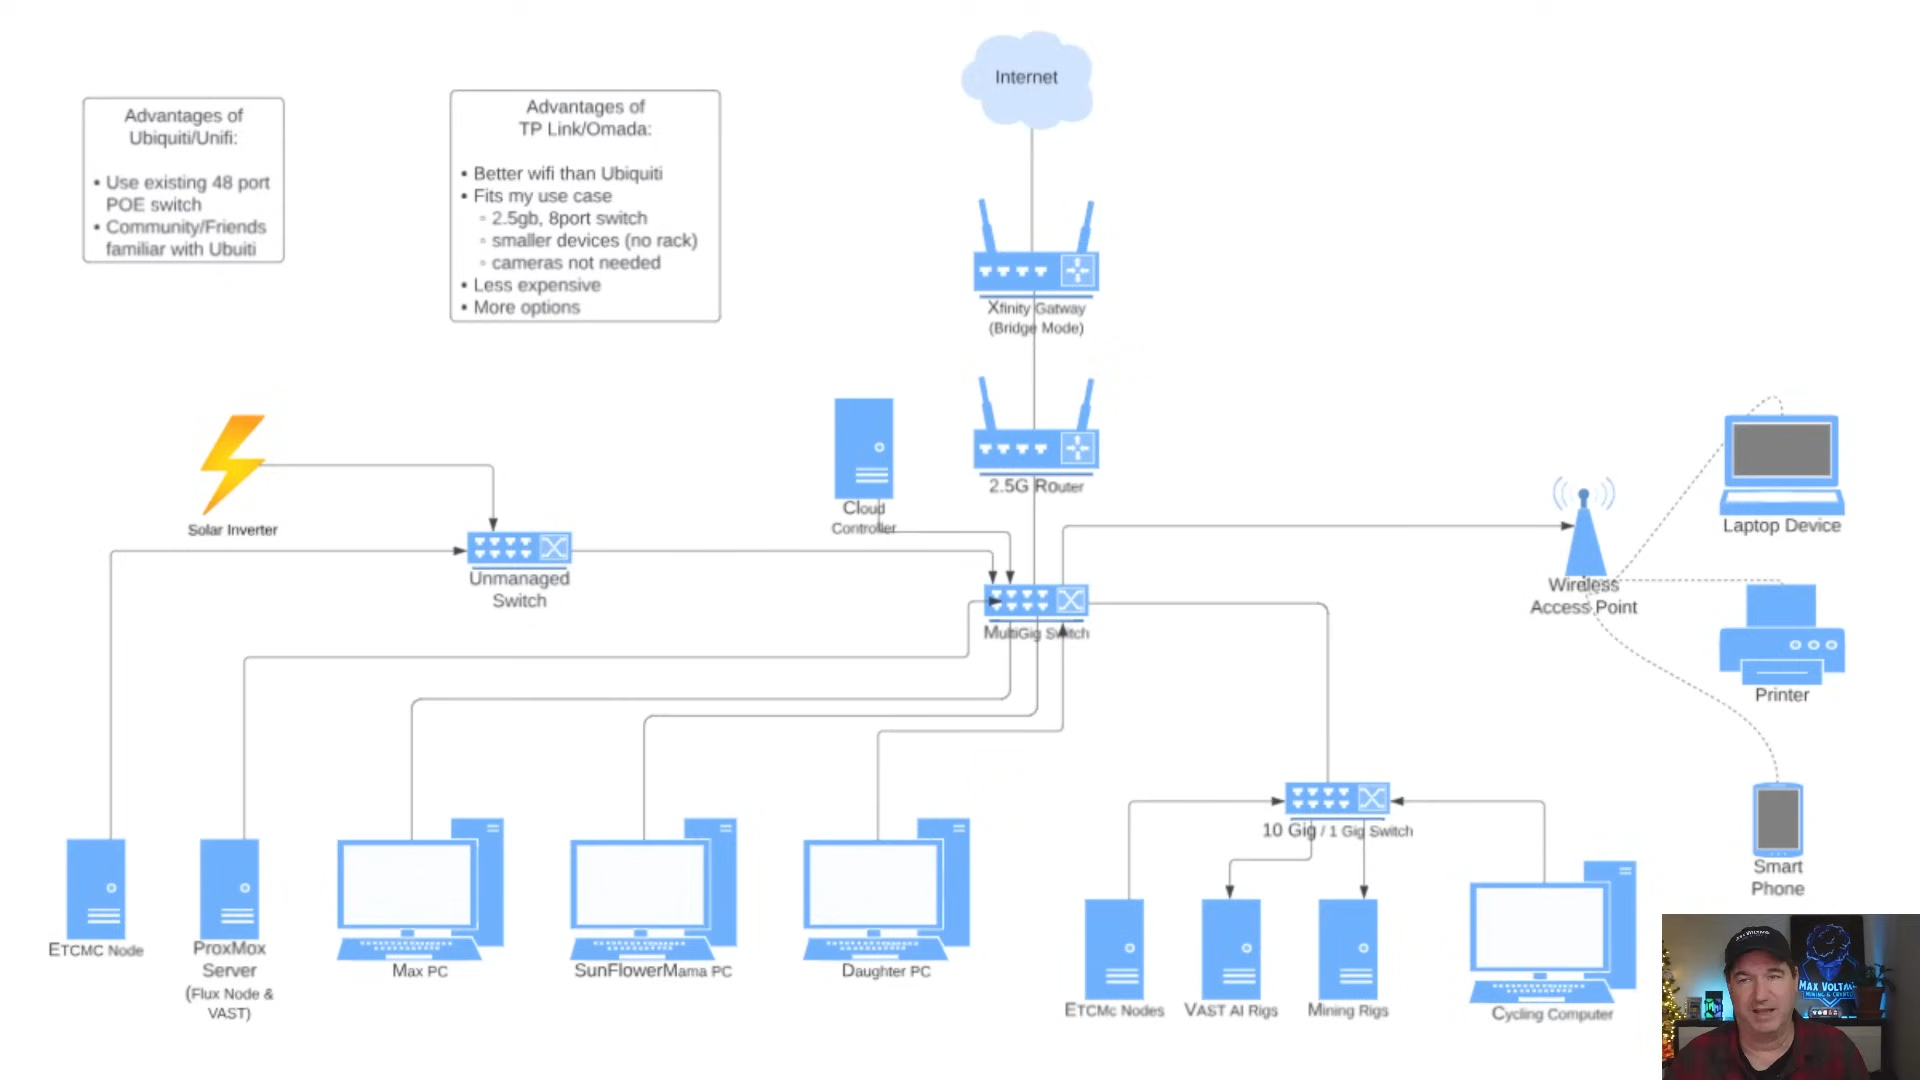 Internet
Advantages of
Ubiquiti/Unifi:
• Use existing 48 port
POE switch
• Community/Friends
familiar with Ubuiti
Advantages of
TP Link/Omada:
• Better wifi than Ubiquiti
• Fits my use case
◦ 2.5gb, 8port switch
◦ smaller devices (no rack)
◦ cameras not needed
• Less expensive
• More options
Xfinity Gatway
(Bridge Mode)
2.5G Router
Cloud
Controller
Solar Inverter
Unmanaged
Switch
MultiGig Switch
Wireless
Access Point
Laptop Device
Printer
Smart
Phone
10 Gig / 1 Gig Switch
ETCMC Node
ProxMox
Server
(Flux Node &
VAST)
Max PC
SunFlowerMama PC
Daughter PC
ETCMc Nodes
VAST AI Rigs
Mining Rigs
Cycling Computer
MAX VOLTAGE
MINING & CRYPTO